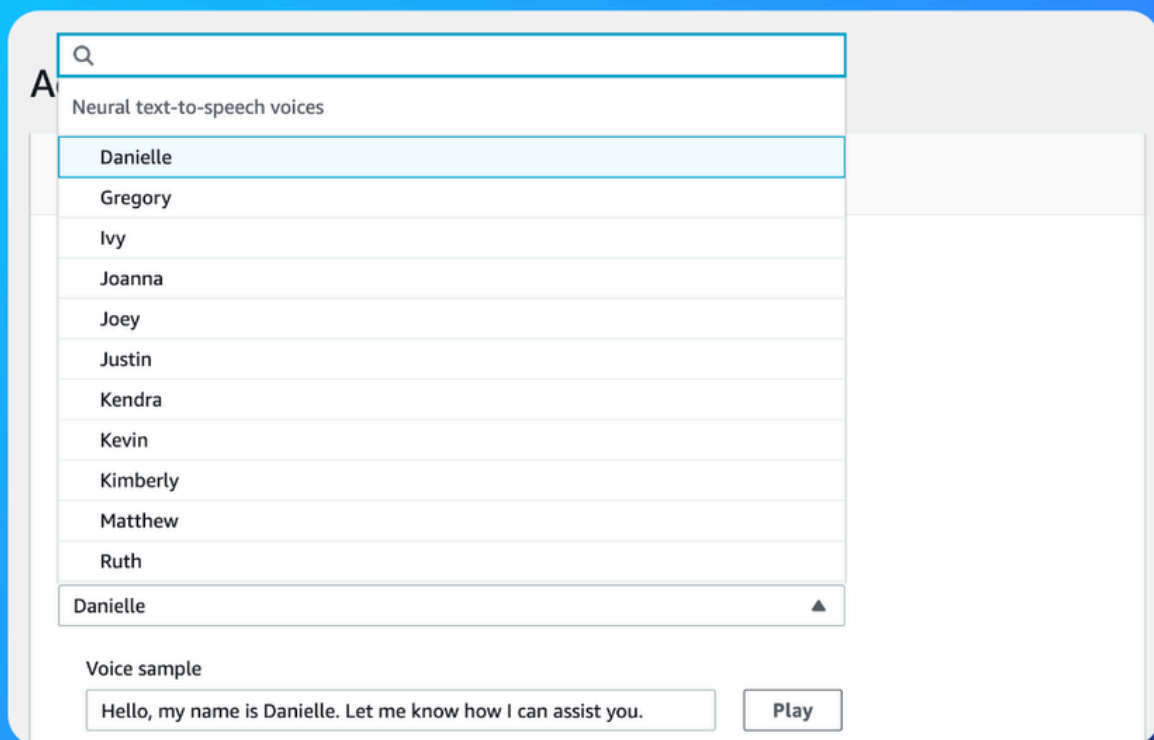 Neural text-to-speech voices
Danielle
Gregory
Ivy
Joanna
Joey
Justin
Kendra
Kevin
Kimberly
Matthew
Ruth
Danielle
Voice sample
Hello, my name is Danielle. Let me know how I can assist you.
Play